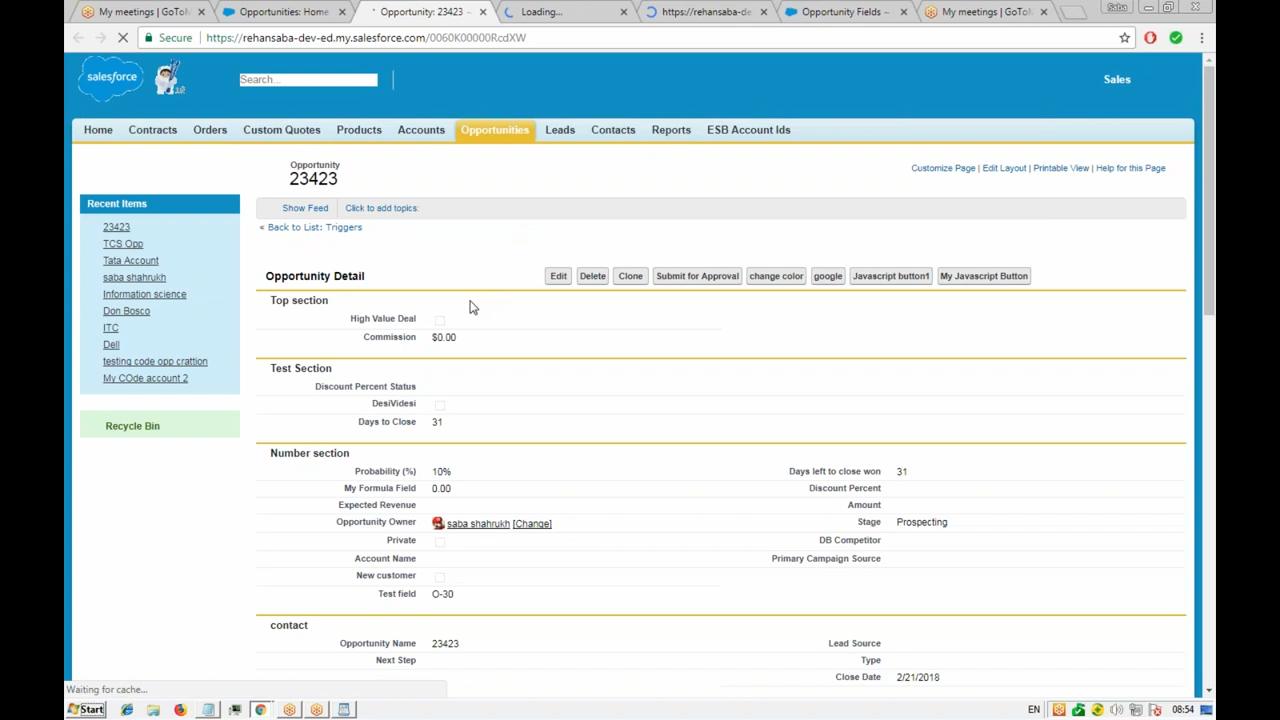 My meetings | GoToM
Opportunities: Home
Opportunity: 23423 ~
Loading...
https://rehansaba-de
Opportunity Fields ~
My meetings | GoToM
Saba
Secure
https://rehansaba-dev-ed.my.salesforce.com/0060K00000RcdXW
salesforce
Search...
Sales
Home
Contracts
Orders
Custom Quotes
Products
Accounts
Opportunities
Leads
Contacts
Reports
ESB Account Ids
Opportunity
23423
Customize Page | Edit Layout | Printable View | Help for this Page
Recent Items
23423
TCS Opp
Tata Account
saba shahrukh
Information science
Don Bosco
ITC
Dell
testing code opp crattion
My COde account 2
Recycle Bin
Show Feed
Click to add topics:
« Back to List: Triggers
Opportunity Detail
Edit
Delete
Clone
Submit for Approval
change color
google
Javascript button1
My Javascript Button
Top section
High Value Deal
Commission $0.00
Test Section
Discount Percent Status
DesiVidesi
Days to Close 31
Number section
Probability (%) 10%
Days left to close won 31
My Formula Field 0.00
Discount Percent
Expected Revenue
Amount
Opportunity Owner saba shahrukh [Change]
Stage Prospecting
Private
DB Competitor
Account Name
Primary Campaign Source
New customer
Test field O-30
contact
Opportunity Name 23423
Lead Source
Next Step
Type
Close Date 2/21/2018
Waiting for cache...
Start
EN
08:54